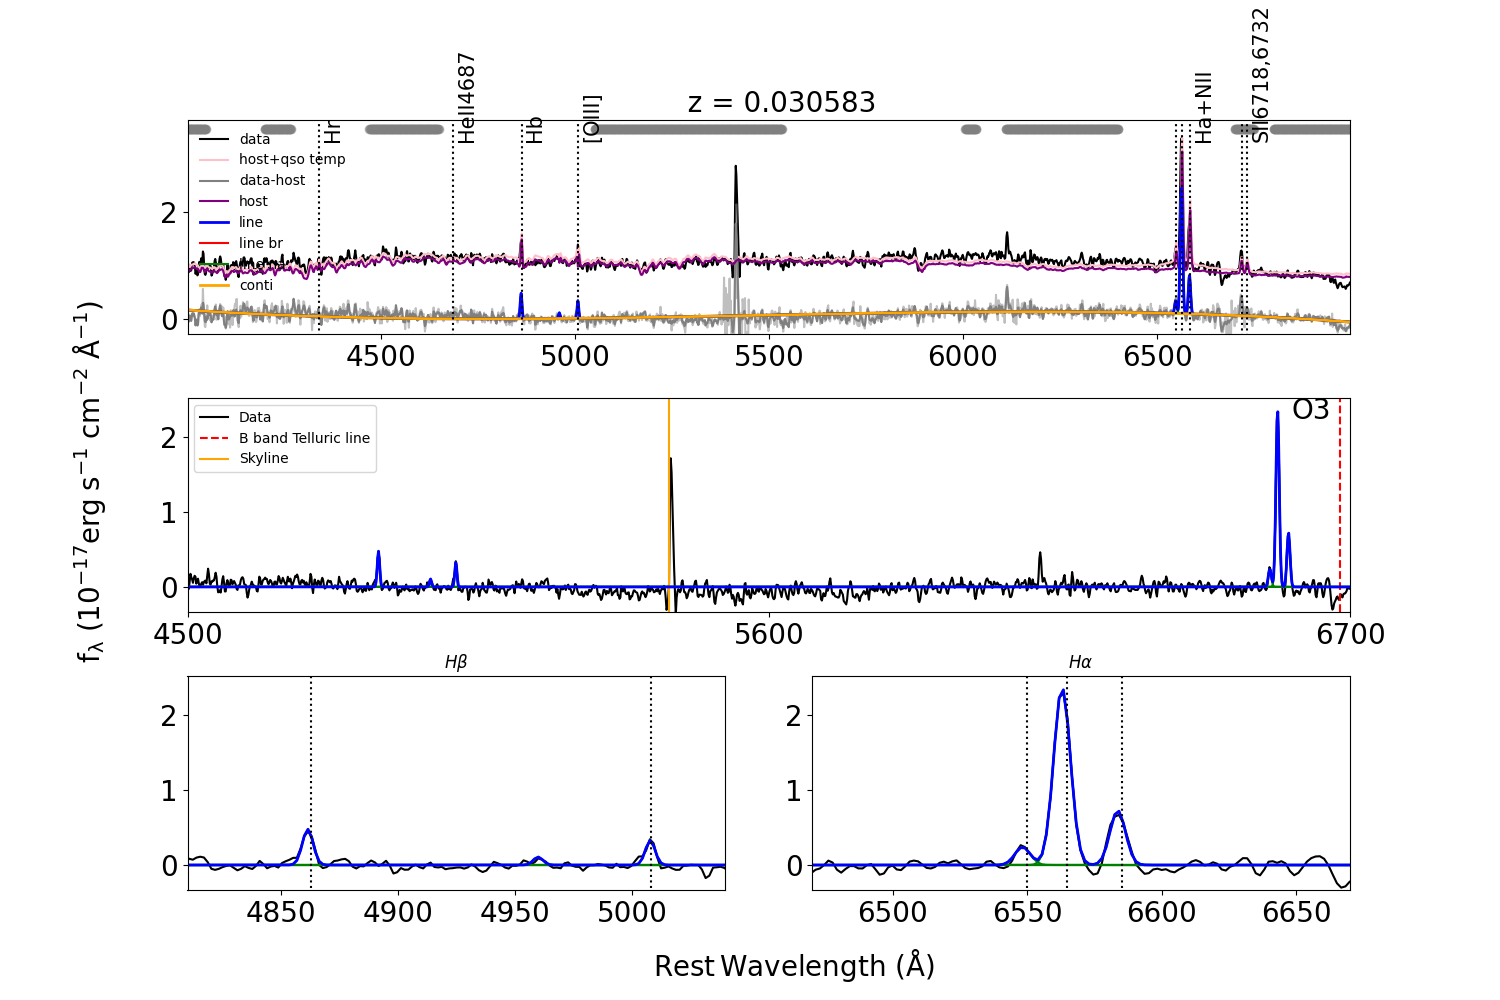 z = 0.030583
Hr
HeII4687
Hb
[OIII]
Ha+NII
SII6718,6732
data
host+qso temp
data-host
host
line
line br
conti
2
0
4500 5000 5500 6000 6500
Data
B band Telluric line
Skyline
O3
2
1
0
4500 5600 6700
fλ (10⁻¹⁷erg s⁻¹ cm⁻² Å⁻¹)
Hβ
2
1
0
4850 4900 4950 5000
Hα
2
1
0
6500 6550 6600 6650
Rest Wavelength (Å)